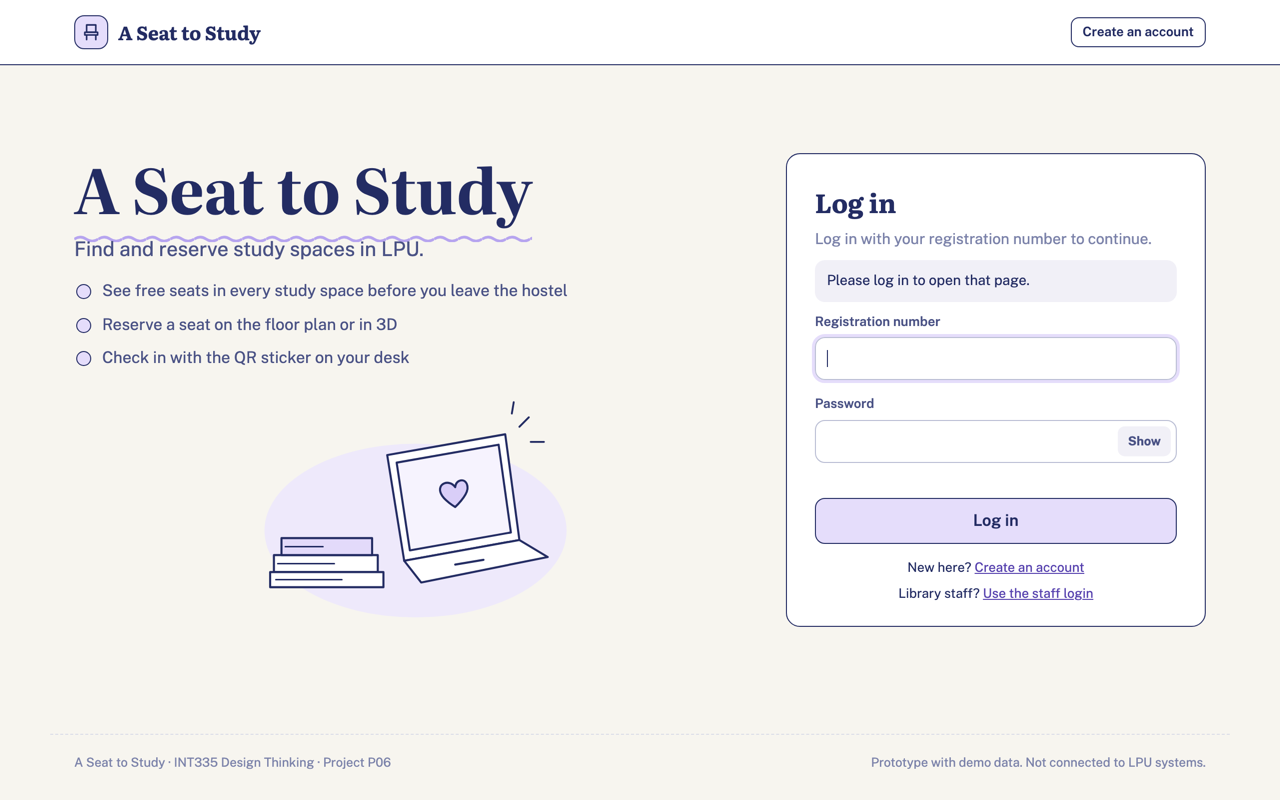 A Seat to Study
Create an account
A Seat to Study
Find and reserve study spaces in LPU.
See free seats in every study space before you leave the hostel
Reserve a seat on the floor plan or in 3D
Check in with the QR sticker on your desk
Log in
Log in with your registration number to continue.
Please log in to open that page.
Registration number
Password
Show
Log in
New here? Create an account
Library staff? Use the staff login
A Seat to Study · INT335 Design Thinking · Project P06
Prototype with demo data. Not connected to LPU systems.